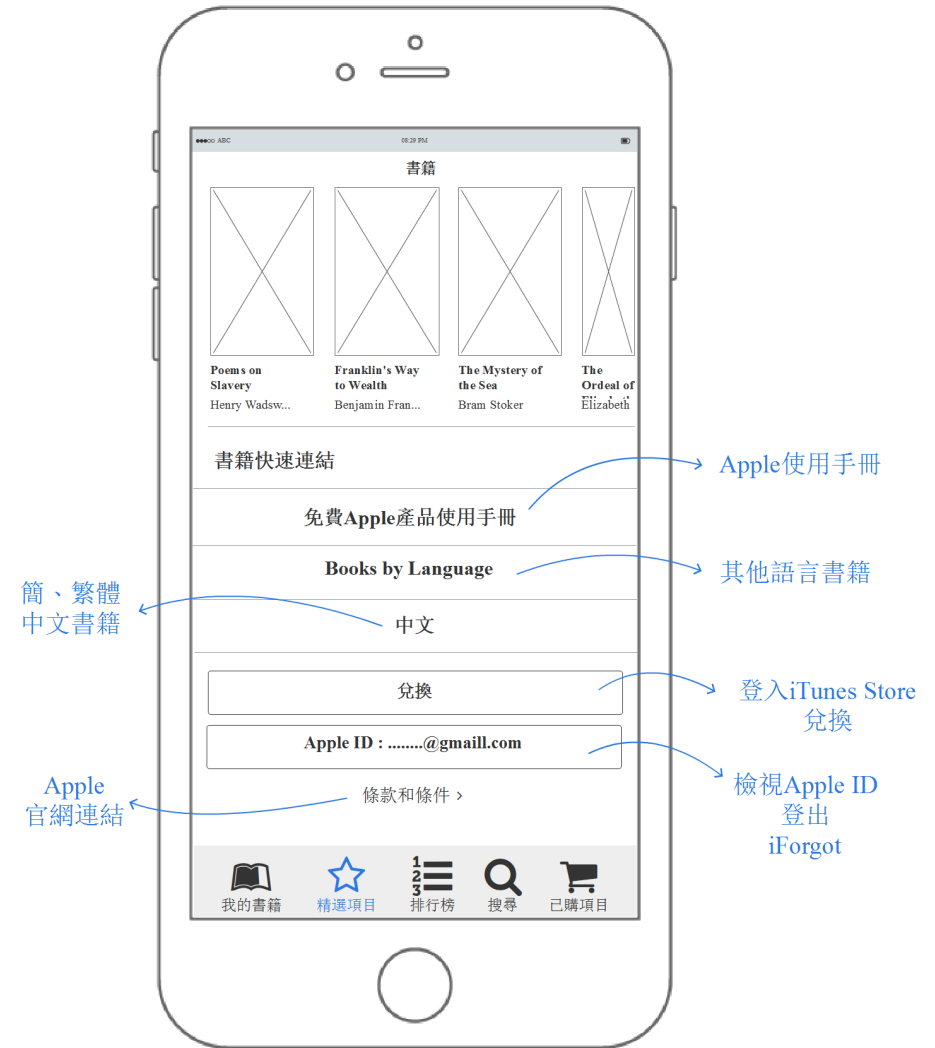 ABC 08:29 PM
書籍
Poems on
Slavery
Henry Wadsw...
Franklin's Way
to Wealth
Benjamin Fran...
The Mystery of
the Sea
Bram Stoker
The
Ordeal of
Elizabeth
書籍快速連結
Apple使用手冊
免費Apple產品使用手冊
Books by Language
其他語言書籍
簡、繁體
中文書籍
中文
兌換
登入iTunes Store
兌換
Apple ID : ........@gmaill.com
檢視Apple ID
登出
iForgot
Apple
官網連結
條款和條件 >
1
2
3
我的書籍 精選項目 排行榜 搜尋 已購項目